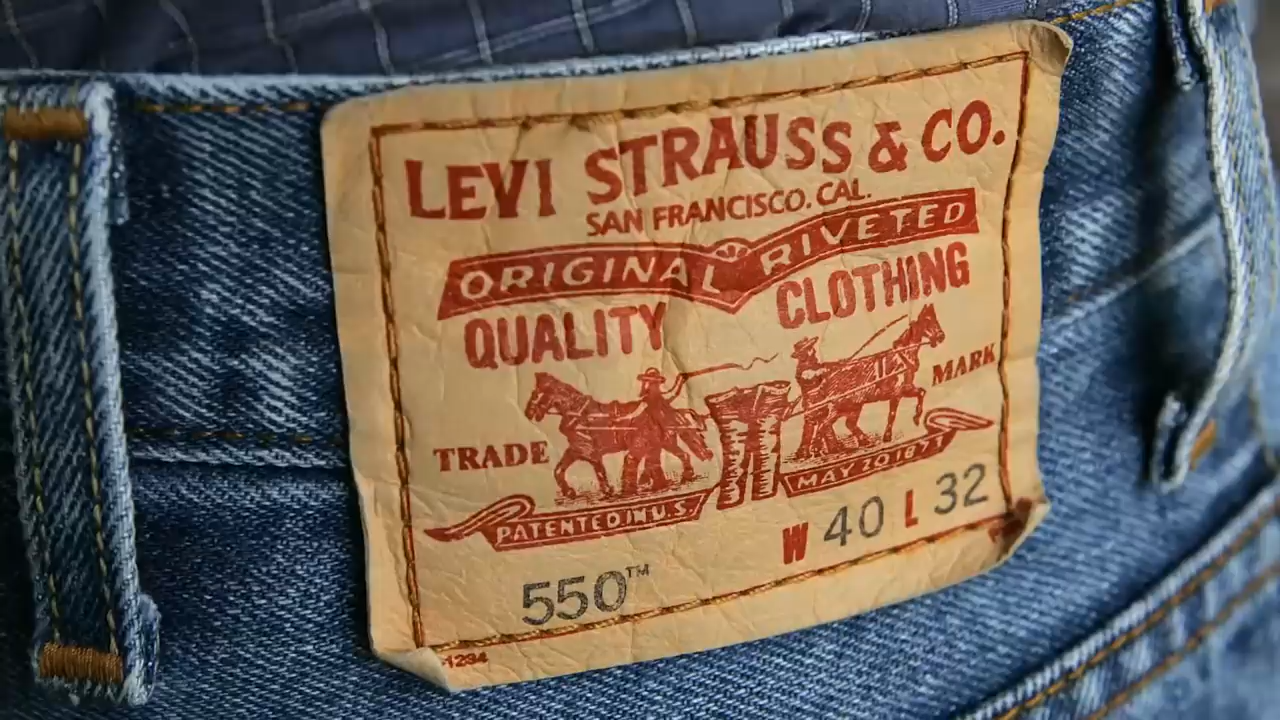 LEVI STRAUSS & CO.
SAN FRANCISCO. CAL.
ORIGINAL RIVETED
QUALITY CLOTHING
TRADE MARK
PATENTED IN U.S. MAY 20 1873
W 40 L 32
550™
1234